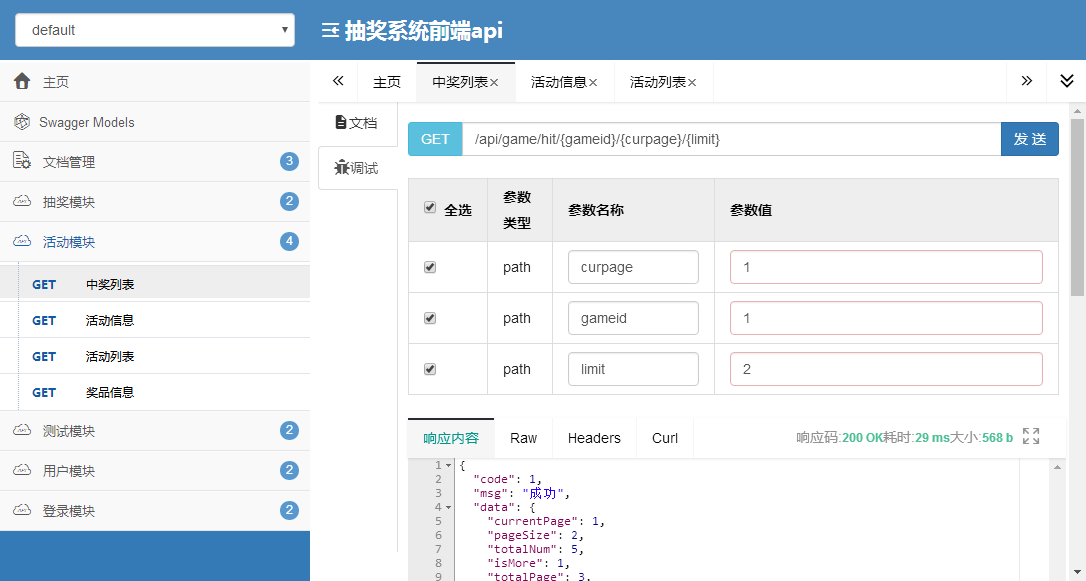 default
抽奖系统前端api
主页
Swagger Models
文档管理 3
抽奖模块 2
活动模块 4
GET 中奖列表
GET 活动信息
GET 活动列表
GET 奖品信息
测试模块 2
用户模块 2
登录模块 2
主页 中奖列表× 活动信息× 活动列表×
文档
调试
GET /api/game/hit/{gameid}/{curpage}/{limit} 发 送
全选 参数类型 参数名称 参数值
path curpage 1
path gameid 1
path limit 2
响应内容 Raw Headers Curl 响应码:200 OK耗时:29 ms大小:568 b
1 {
2 "code": 1,
3 "msg": "成功",
4 "data": {
5 "currentPage": 1,
6 "pageSize": 2,
7 "totalNum": 5,
8 "isMore": 1,
9 "totalPage": 3,